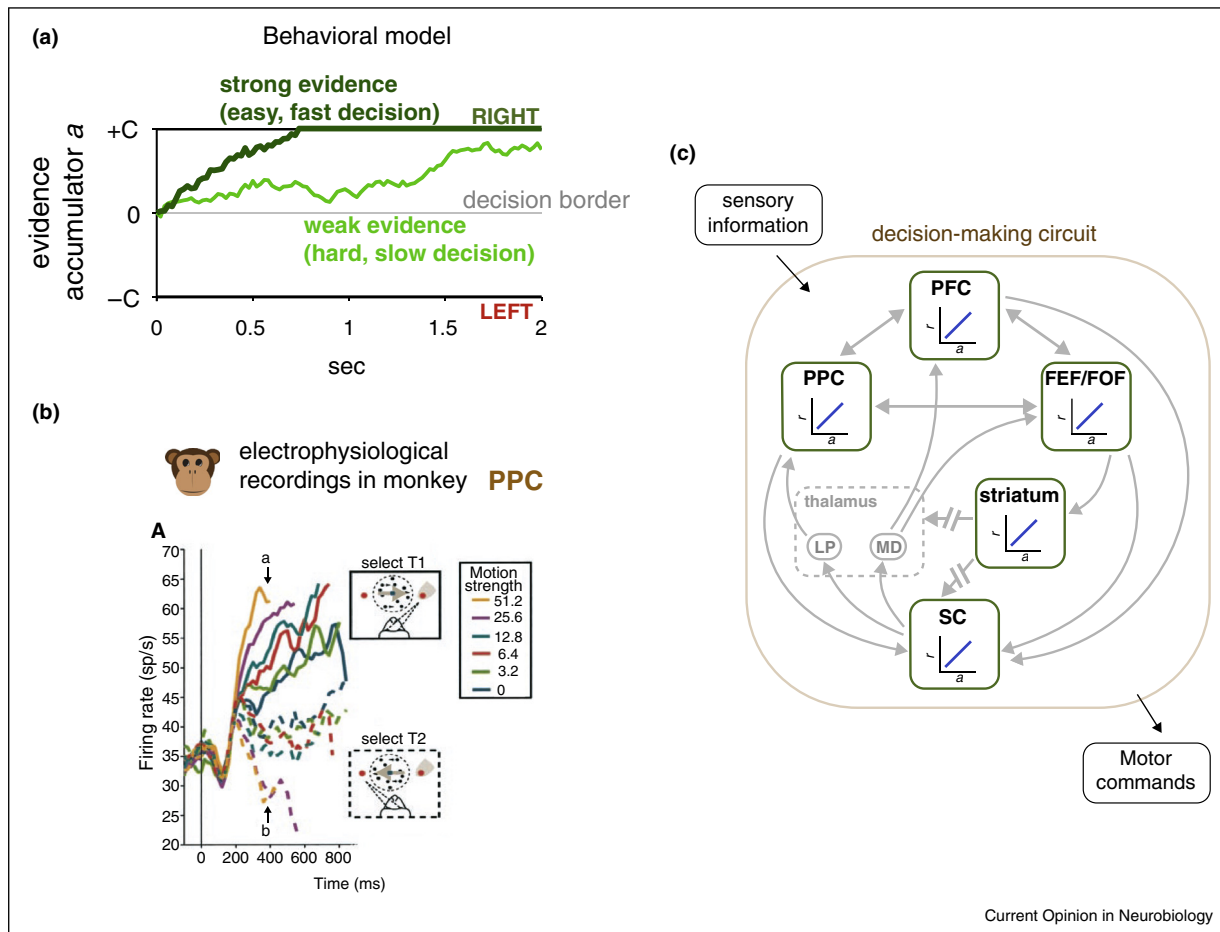 (a)
Behavioral model
strong evidence
(easy, fast decision)
RIGHT
+C
evidence
accumulator a
0
decision border
weak evidence
(hard, slow decision)
–C
LEFT
0
0.5
1
1.5
2
sec
(b)
electrophysiological
recordings in monkey
PPC
A
70
65
60
55
50
45
40
35
30
25
20
Firing rate (sp/s)
a
b
select T1
select T2
Motion
strength
51.2
25.6
12.8
6.4
3.2
0
0
200
400
600
800
Time (ms)
(c)
sensory
information
decision-making circuit
PFC
r
a
PPC
r
a
FEF/FOF
r
a
striatum
r
a
thalamus
LP
MD
SC
r
a
Motor
commands
Current Opinion in Neurobiology